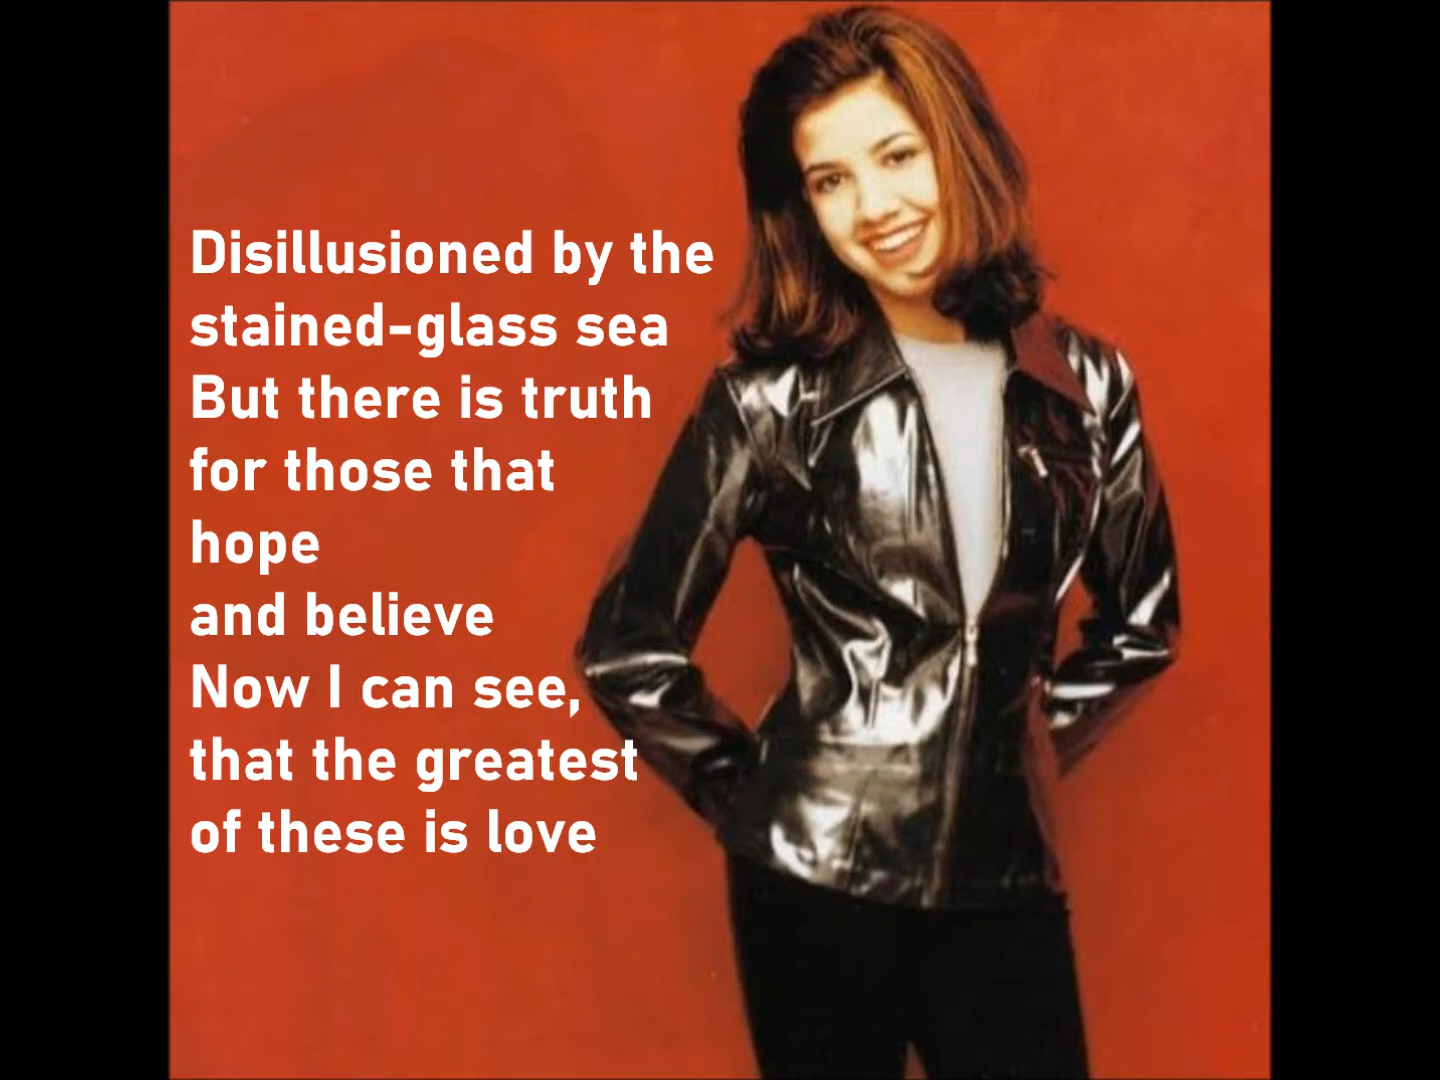 Disillusioned by the
stained-glass sea
But there is truth
for those that
hope
and believe
Now I can see,
that the greatest
of these is love